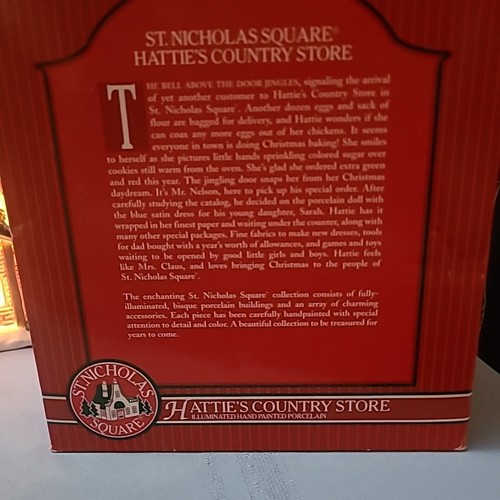 ST. NICHOLAS SQUARE®
HATTIE'S COUNTRY STORE
THE BELL ABOVE THE DOOR JINGLES, signaling the arrival
of yet another customer to Hattie's Country Store in
St. Nicholas Square®. Another dozen eggs and sack of
flour are bagged for delivery, and Hattie wonders if she
can coax any more eggs out of her chickens. It seems
everyone in town is doing Christmas baking! She smiles
to herself as she pictures little hands sprinkling colored sugar over
cookies still warm from the oven. She's glad she ordered extra green
and red this year. The jingling door snaps her from her Christmas
daydream. It's Mr. Nelson, here to pick up his special order. After
carefully studying the catalog, he decided on the porcelain doll with
the blue satin dress for his young daughter, Sarah. Hattie has it
wrapped in her finest paper and waiting under the counter, along with
many other special packages. Fine fabrics to make new dresses, tools
for dad bought with a year's worth of allowances, and games and toys
waiting to be opened by good little girls and boys. Hattie feels
like Mrs. Claus, and loves bringing Christmas to the people of
St. Nicholas Square®.
The enchanting St. Nicholas Square® collection consists of fully-
illuminated, bisque porcelain buildings and an array of charming
accessories. Each piece has been carefully handpainted with special
attention to detail and color. A beautiful collection to be treasured for
years to come.
ST. NICHOLAS
SQUARE
HATTIE'S COUNTRY STORE
ILLUMINATED HAND PAINTED PORCELAIN